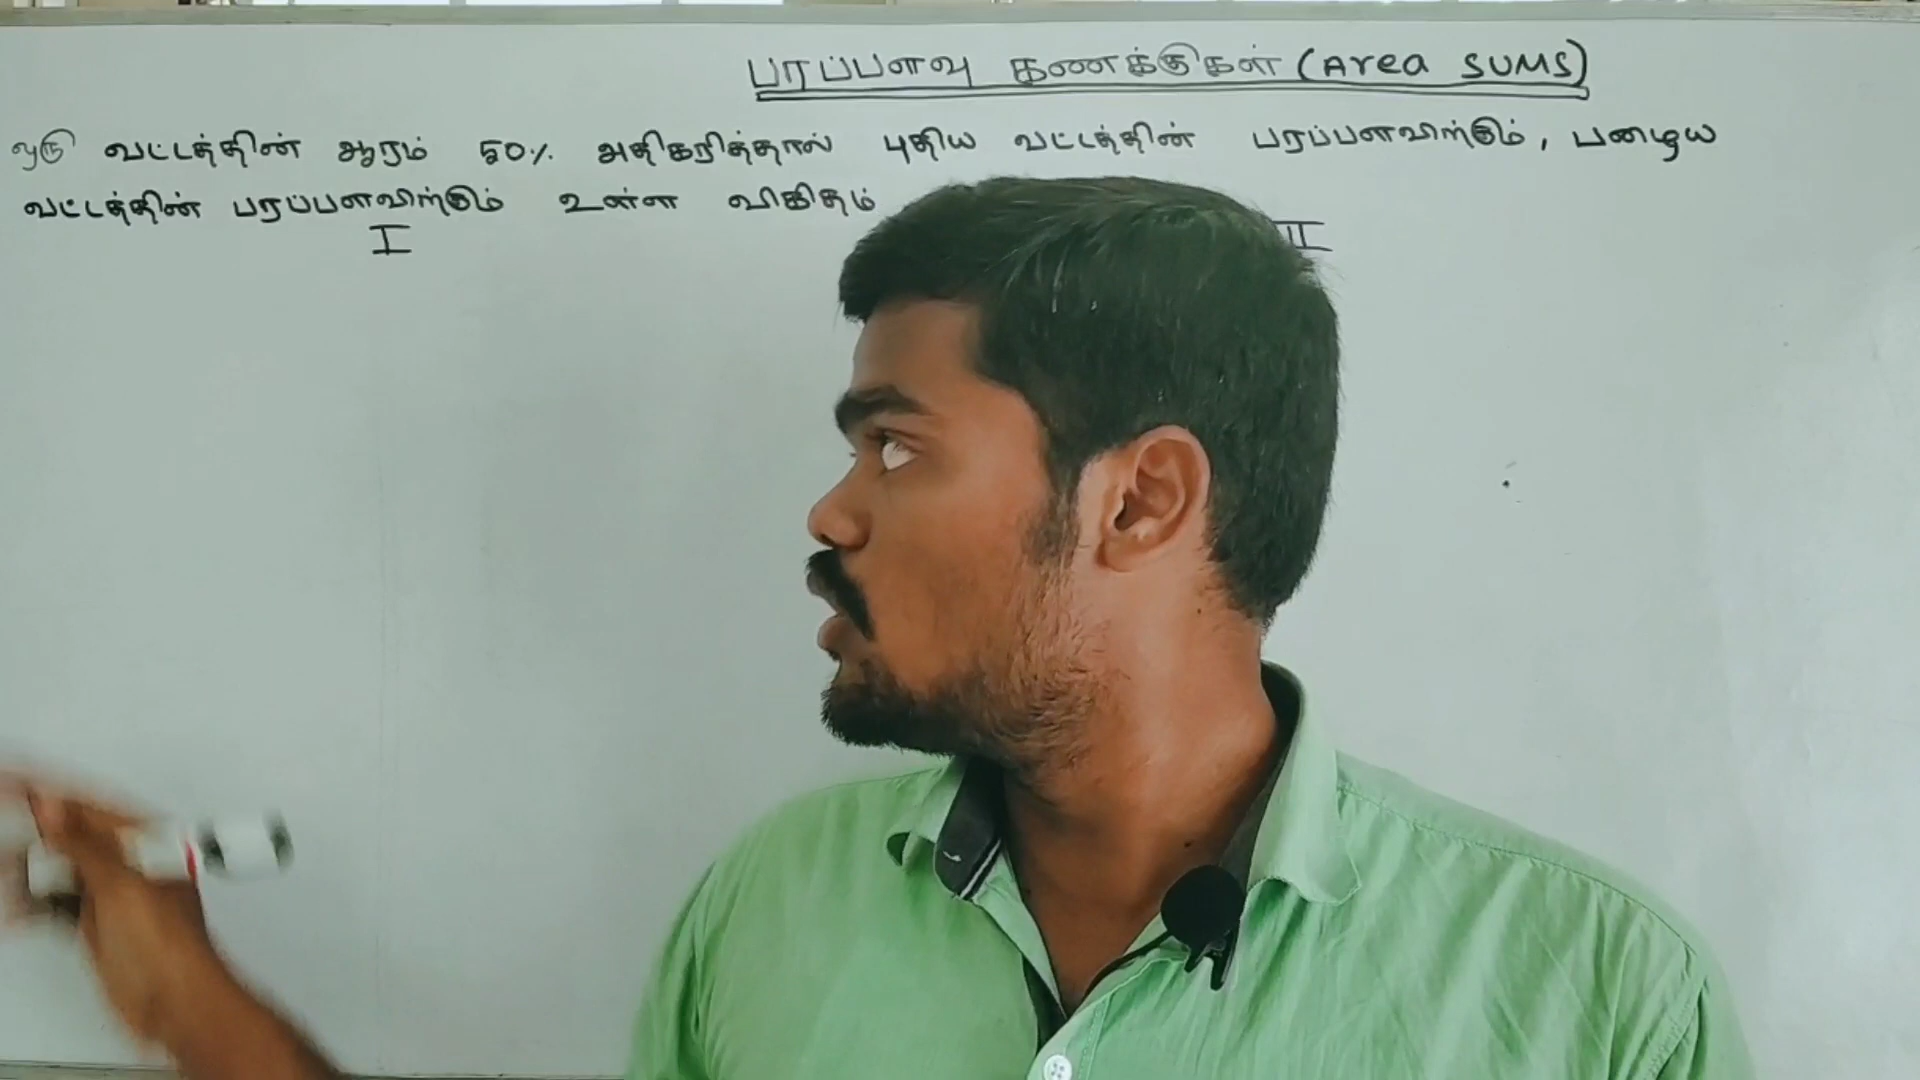 பரப்பளவு கணக்குகள் (Area SUMS)
ஒரு வட்டத்தின் ஆரம் 50% அதிகரித்தால் புதிய வட்டத்தின் பரப்பளவிற்கும், பழைய
வட்டத்தின் பரப்பளவிற்கும் உள்ள விகிதம்
I II